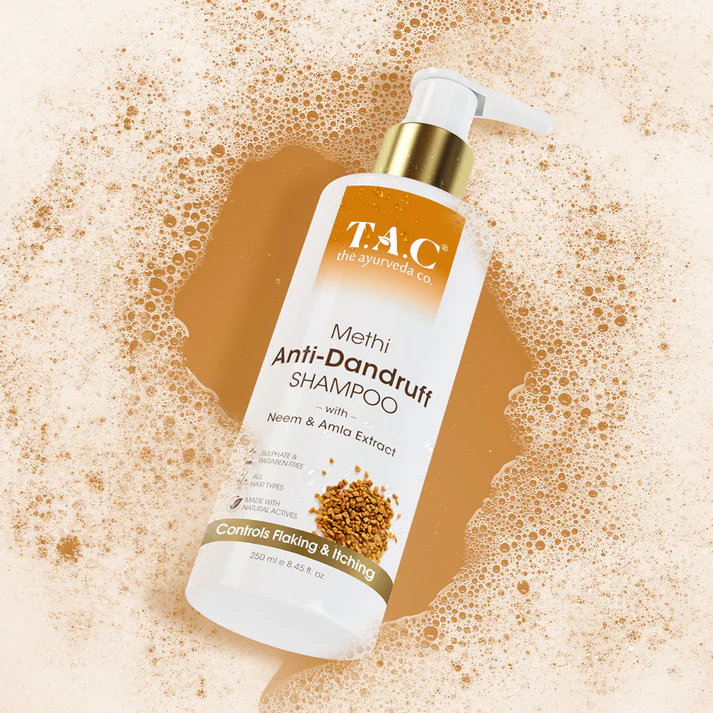 T.A.C®
the ayurveda co.
Methi
Anti-Dandruff
SHAMPOO
– with –
Neem & Amla Extract
SULPHATE &
PARABEN FREE
ALL
HAIR TYPES
MADE WITH
NATURAL ACTIVES
Controls Flaking & Itching
250 ml e 8.45 fl. oz.